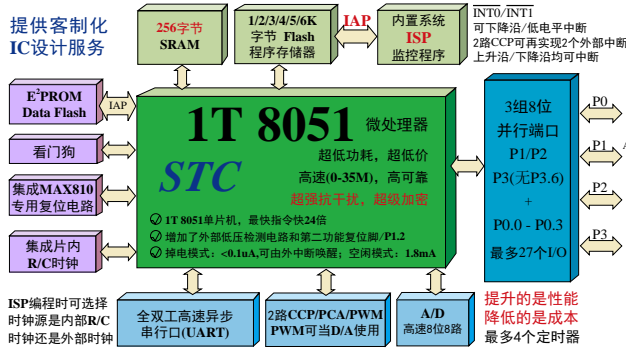 提供客制化
IC设计服务
256字节
SRAM
1/2/3/4/5/6K
字节 Flash
程序存储器
IAP
内置系统
ISP
监控程序
INT0/INT1
可下降沿/低电平中断
2路CCP可再实现2个外部中断
上升沿/下降沿均可中断
E²PROM
Data Flash
IAP
看门狗
集成MAX810
专用复位电路
集成片内
R/C时钟
1T 8051 微处理器
STC
超低功耗，超低价
高速(0-35M)，高可靠
超强抗干扰，超级加密
1T 8051单片机，最快指令快24倍
增加了外部低压检测电路和第二功能复位脚/P1.2
掉电模式：<0.1uA,可由外中断唤醒；空闲模式：1.8mA
3组8位
并行端口
P1/P2
P3(无P3.6)
+
P0.0 - P0.3
最多27个I/O
P0
P1
P2
P3
ISP编程时可选择
时钟源是内部R/C
时钟还是外部时钟
全双工高速异步
串行口(UART)
2路CCP/PCA/PWM
PWM可当D/A使用
A/D
高速8位8路
提升的是性能
降低的是成本
最多4个定时器